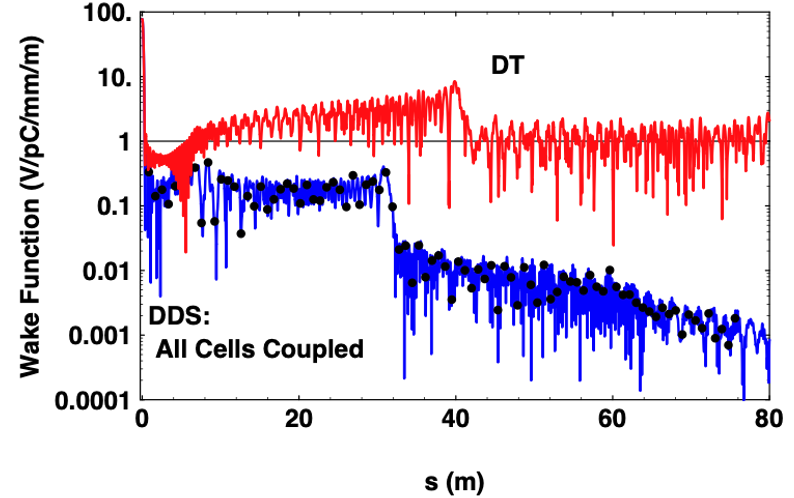 100.
10.
1
0.1
0.01
0.001
0.0001
Wake Function (V/pC/mm/m)
DT
DDS:
All Cells Coupled
0
20
40
60
80
s (m)